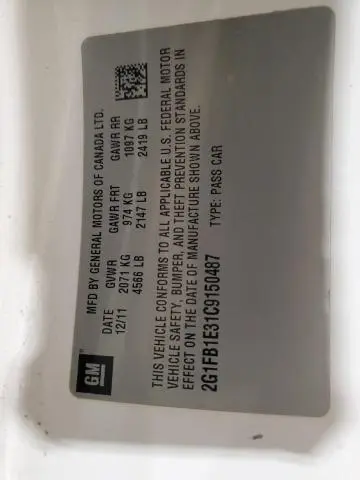 GM
MFD BY GENERAL MOTORS OF CANADA LTD.
DATE GVWR GAWR FRT GAWR RR
12/11 2071 KG 974 KG 1097 KG
4566 LB 2147 LB 2419 LB
THIS VEHICLE CONFORMS TO ALL APPLICABLE U.S. FEDERAL MOTOR
VEHICLE SAFETY, BUMPER, AND THEFT PREVENTION STANDARDS IN
EFFECT ON THE DATE OF MANUFACTURE SHOWN ABOVE.
2G1FB1E31C9150487 TYPE: PASS CAR